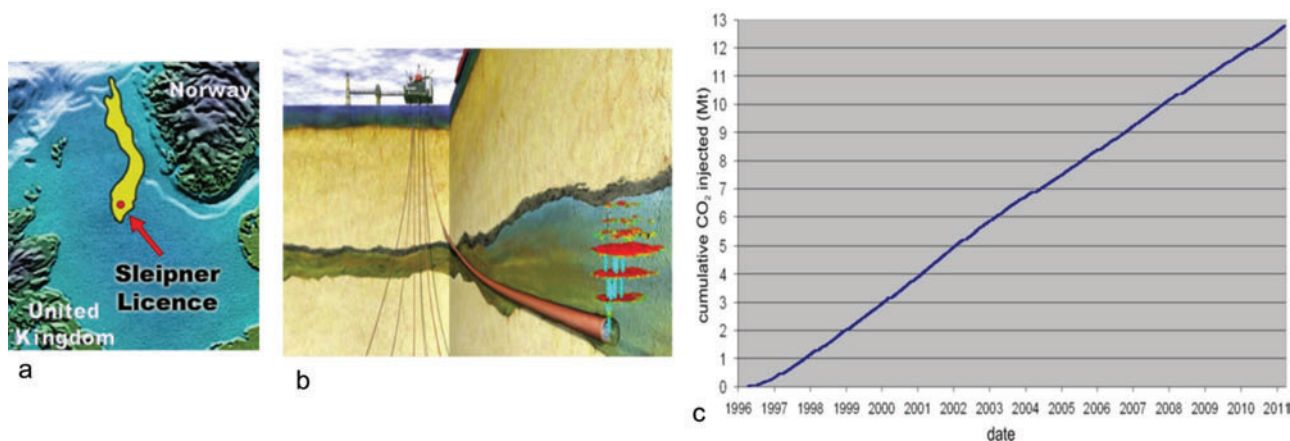 Norway
Sleipner
Licence
United
Kingdom
a
b
cumulative CO₂ injected (Mt)
13
12
11
10
9
8
7
6
5
4
3
2
1
0
1996 1997 1998 1999 2000 2001 2002 2003 2004 2005 2006 2007 2008 2009 2010 2011
date
c